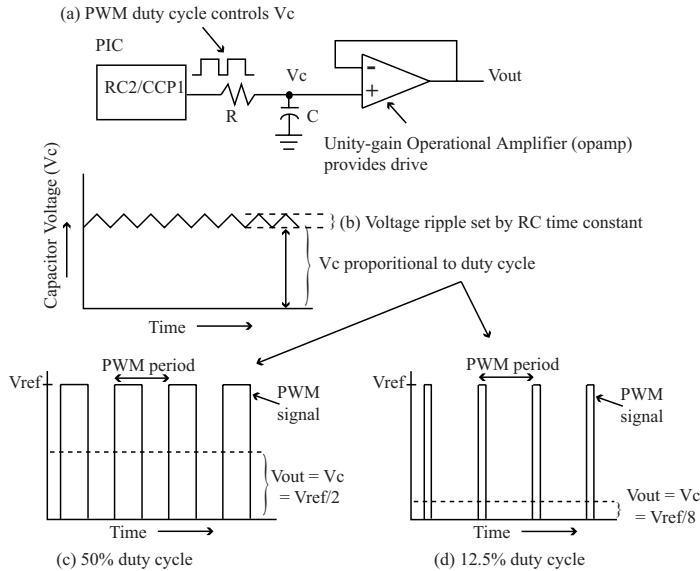 (a) PWM duty cycle controls Vc
PIC
RC2/CCP1
R
Vc
C
-
+
Vout
Unity-gain Operational Amplifier (opamp)
provides drive
Capacitor Voltage (Vc)
} (b) Voltage ripple set by RC time constant
Vc proportional to duty cycle
Time
Vref
PWM period
PWM
signal
Vout = Vc
= Vref/2
Time
(c) 50% duty cycle
Vref
PWM period
PWM
signal
Vout = Vc
= Vref/8
Time
(d) 12.5% duty cycle